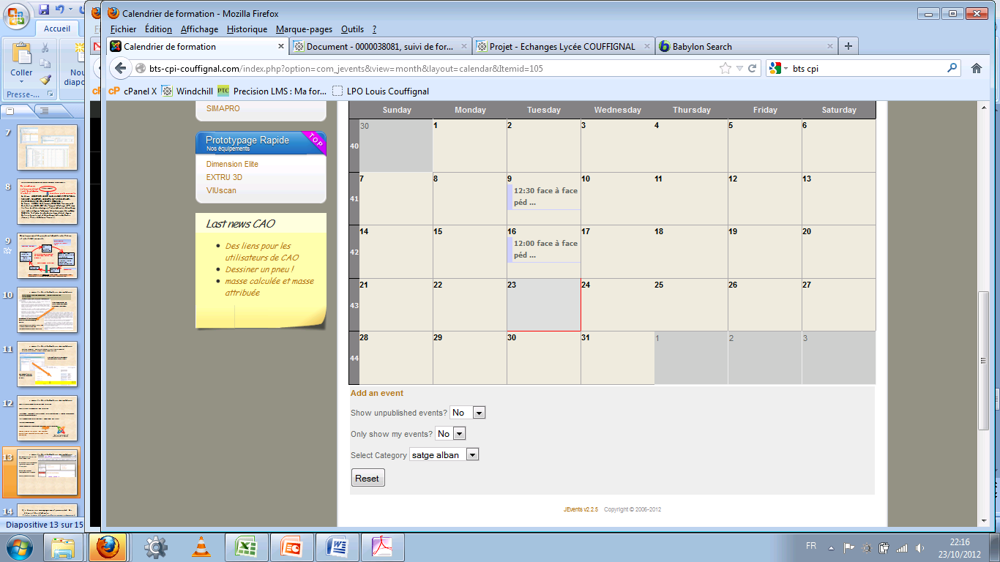 Calendrier de formation - Mozilla Firefox
Fichier Édition Affichage Historique Marque-pages Outils ?
Calendrier de formation
Document - 0000038081, suivi de for...
Projet - Echanges Lycée COUFFIGNAL
Babylon Search
bts-cpi-couffignal.com/index.php?option=com_jevents&view=month&layout=calendar&Itemid=105
bts cpi
cPanel X Windchill Precision LMS : Ma for... LPO Louis Couffignal
Accueil
Coller
Nou
diapo
Presse-...
7
8
9
10
11
12
13
14
Diapositive 13 sur 15
SIMAPRO
Prototypage Rapide
Nos équipements
TOP
Dimension Elite
EXTRU 3D
VIUscan
Last news CAO
Des liens pour les
utilisateurs de CAO
Dessiner un pneu !
masse calculée et masse
attribuée
Sunday Monday Tuesday Wednesday Thursday Friday Saturday
40 30 1 2 3 4 5 6
41 7 8 9 10 11 12 13
12:30 face à face
péd ...
42 14 15 16 17 18 19 20
12:00 face à face
péd ...
43 21 22 23 24 25 26 27
44 28 29 30 31 1 2 3
Add an event
Show unpublished events? No
Only show my events? No
Select Category satge alban
Reset
JEvents v2.2.5 Copyright © 2006-2012
FR
22:16
23/10/2012